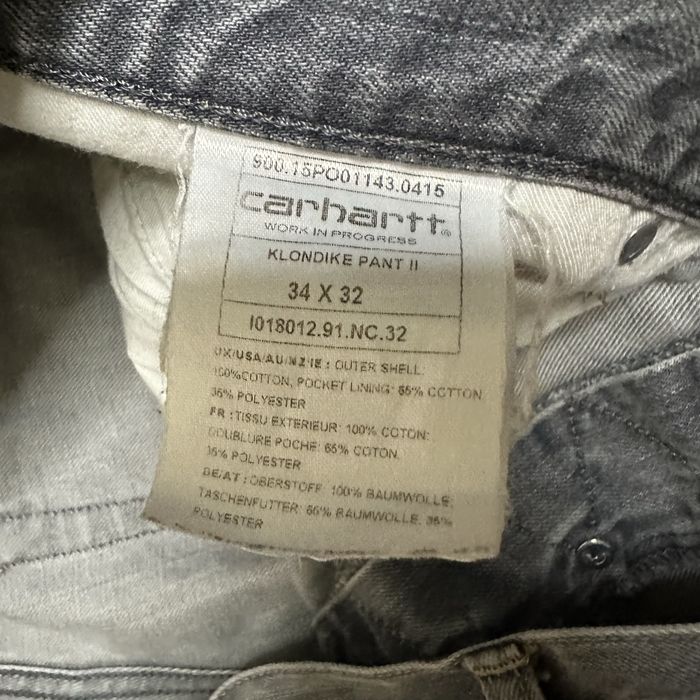 900.15PO01143.0415
carhartt®
WORK IN PROGRESS
KLONDIKE PANT II
34 X 32
I018012.91.NC.32
UK/USA/AU/NZ/IE : OUTER SHELL:
100%COTTON, POCKET LINING: 65% COTTON
35% POLYESTER
FR : TISSU EXTERIEUR: 100% COTON:
DOUBLURE POCHE: 65% COTON,
35% POLYESTER
DE/AT : OBERSTOFF: 100% BAUMWOLLE;
TASCHENFUTTER: 65% BAUMWOLLE, 35%
POLYESTER